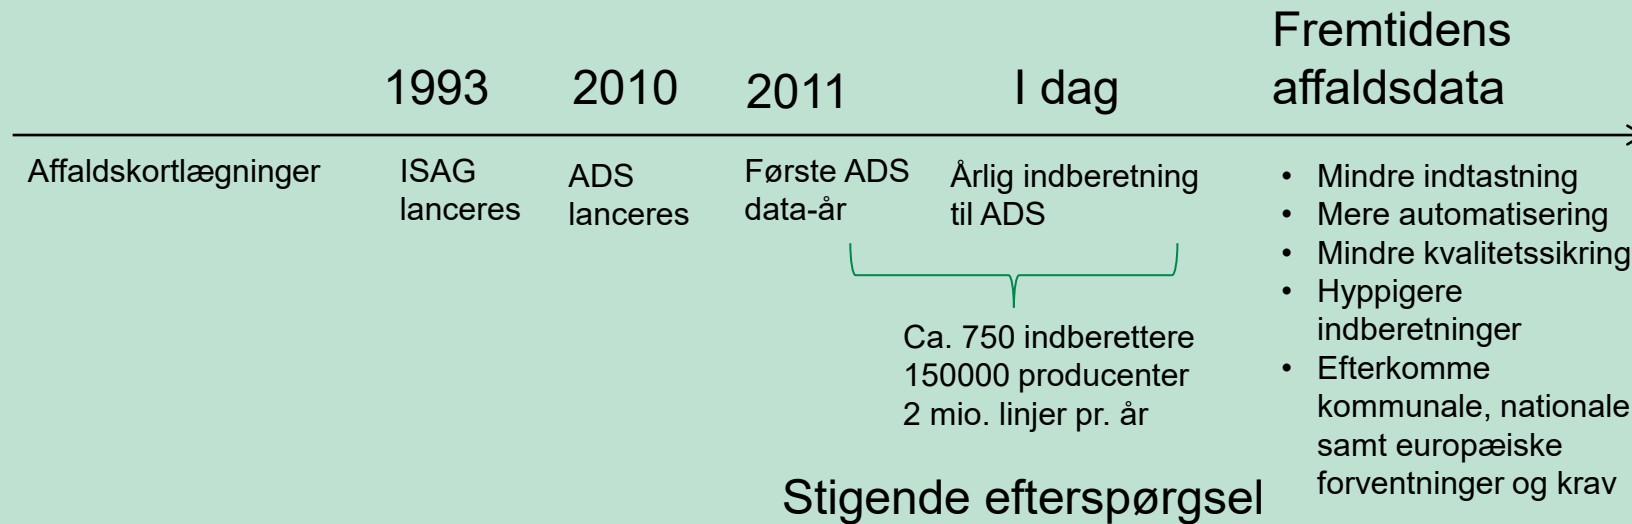 1993
2010
2011
I dag
Fremtidens
affaldsdata
Affaldskortlægninger
ISAG
lanceres
ADS
lanceres
Første ADS
data-år
Årlig indberetning
til ADS
Ca. 750 indberettere
150000 producenter
2 mio. linjer pr. år
• Mindre indtastning
• Mere automatisering
• Mindre kvalitetssikring
• Hyppigere
indberetninger
• Efterkomme
kommunale, nationale
samt europæiske
forventninger og krav
Stigende efterspørgsel